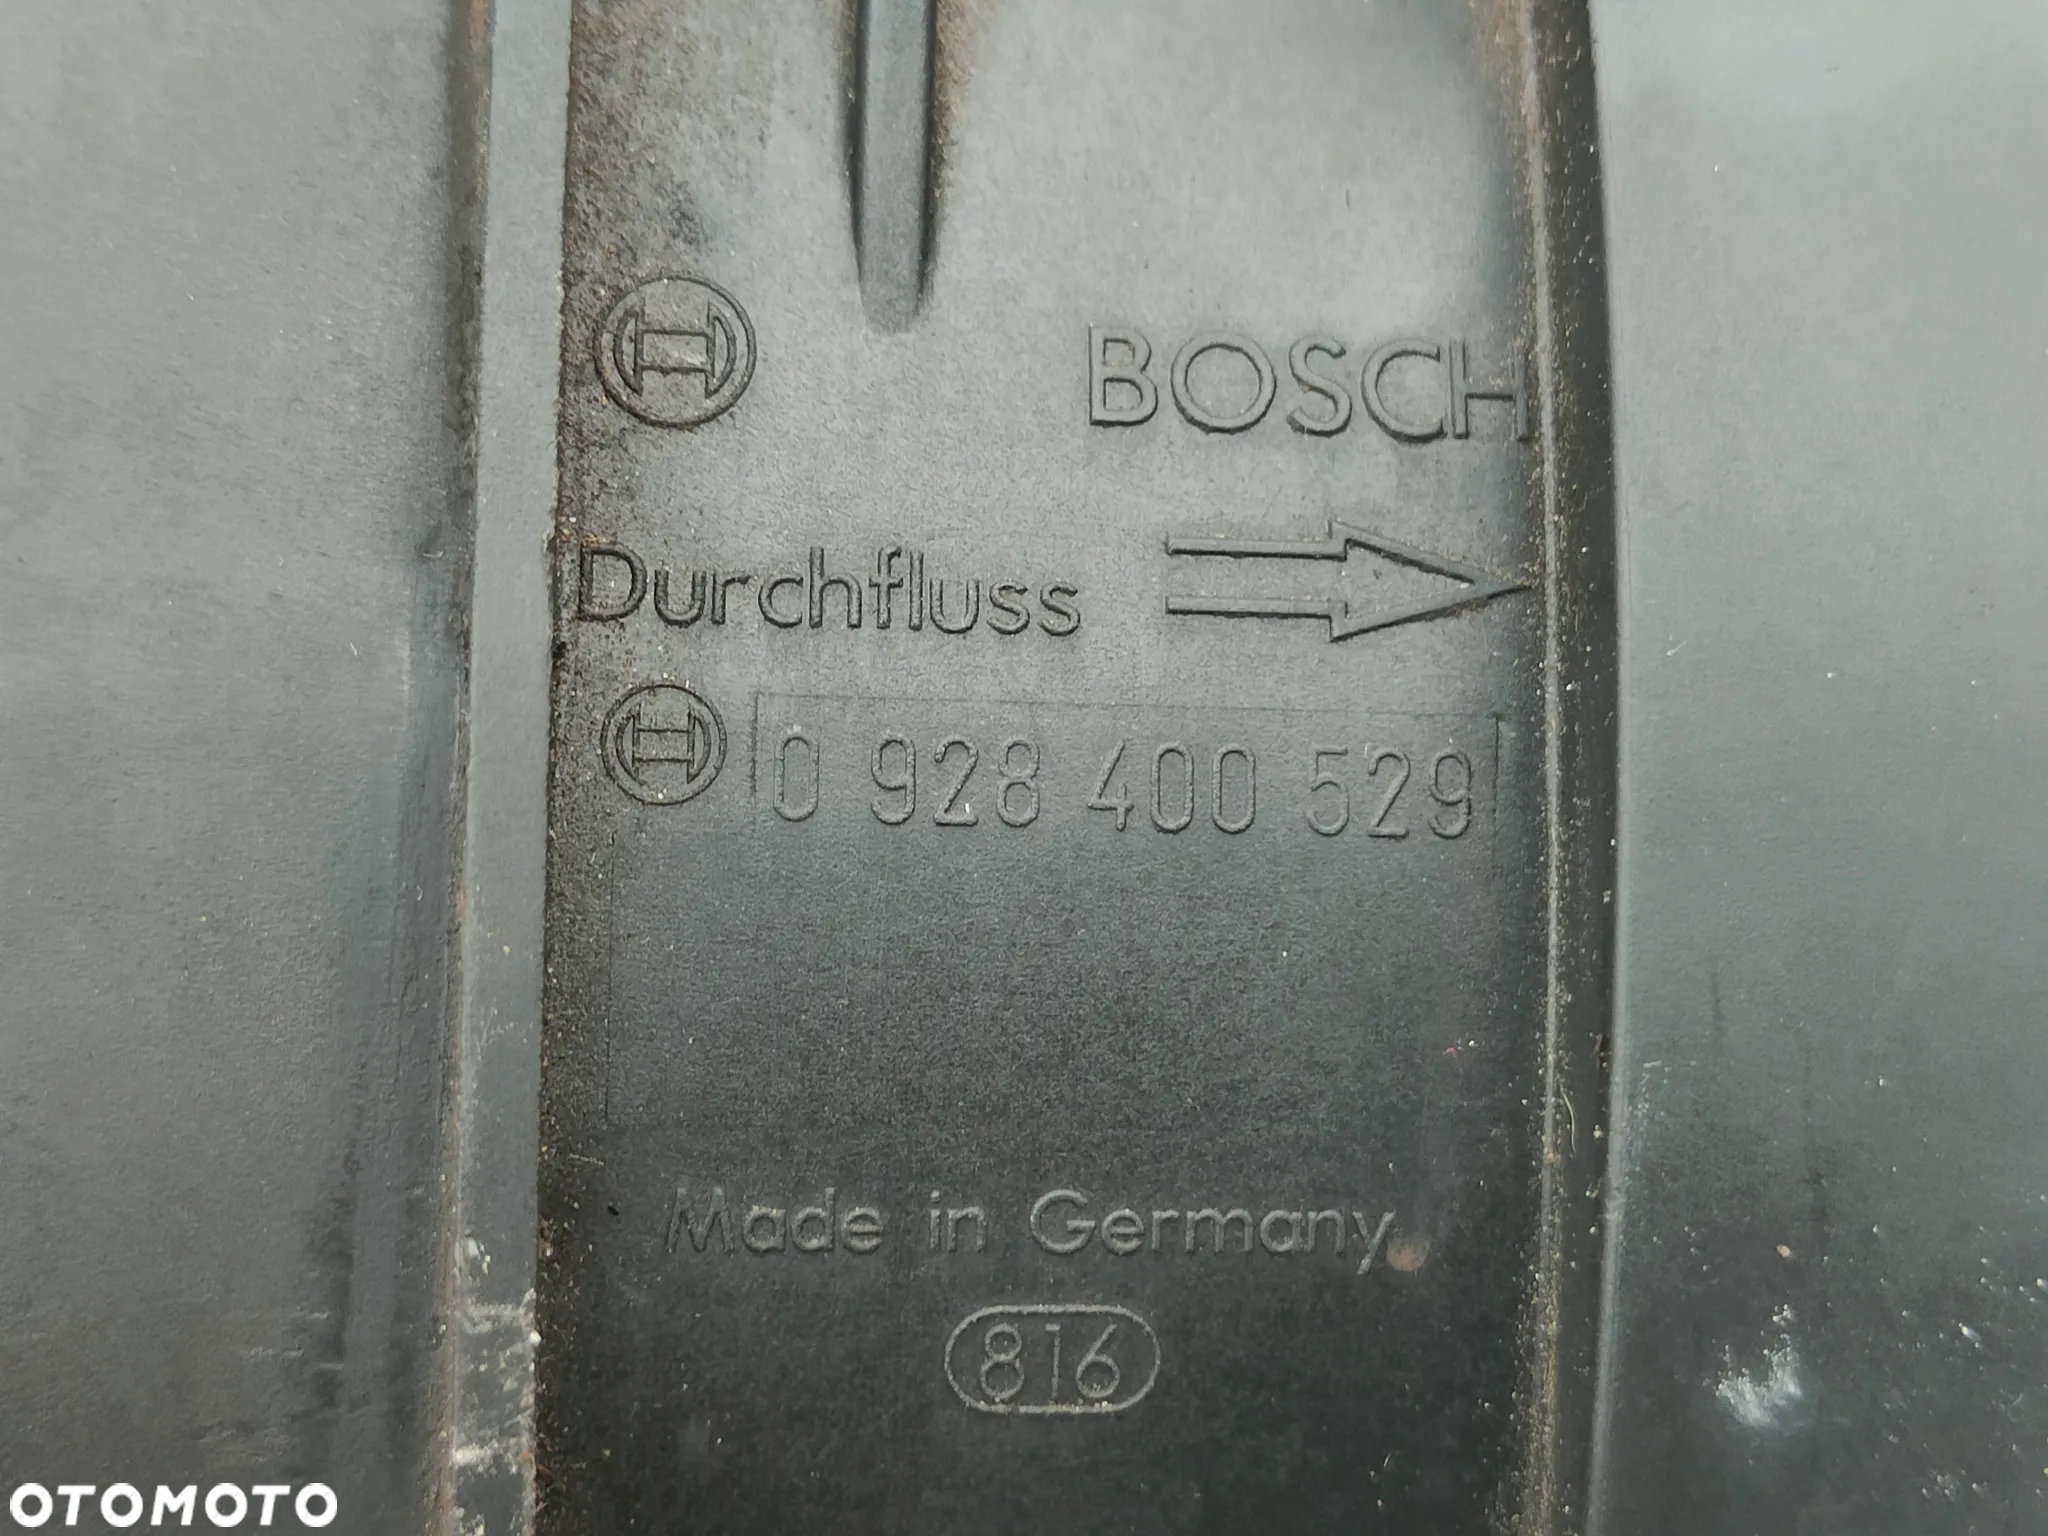 BOSCH
Durchfluss
0 928 400 529
Made in Germany
816
OTOMOTO